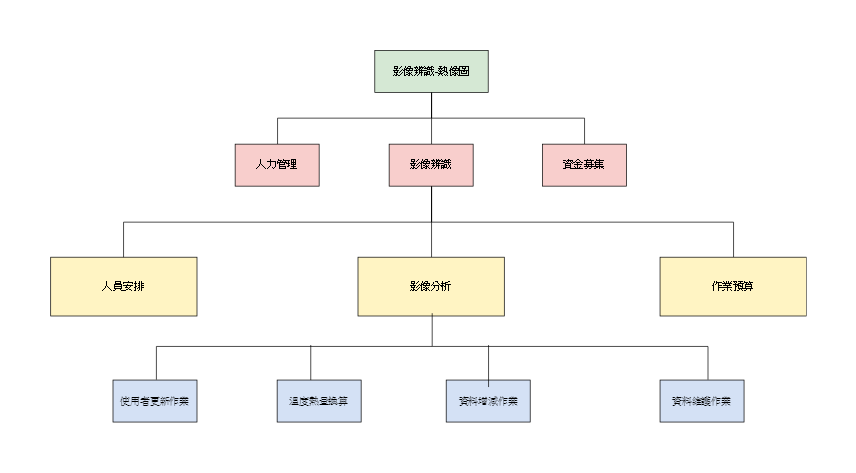 影像辨識-熱像圖
人力管理
影像辨識
資金募集
人員安排
影像分析
作業預算
使用者更新作業
溫度熱量換算
資料增減作業
資料維護作業